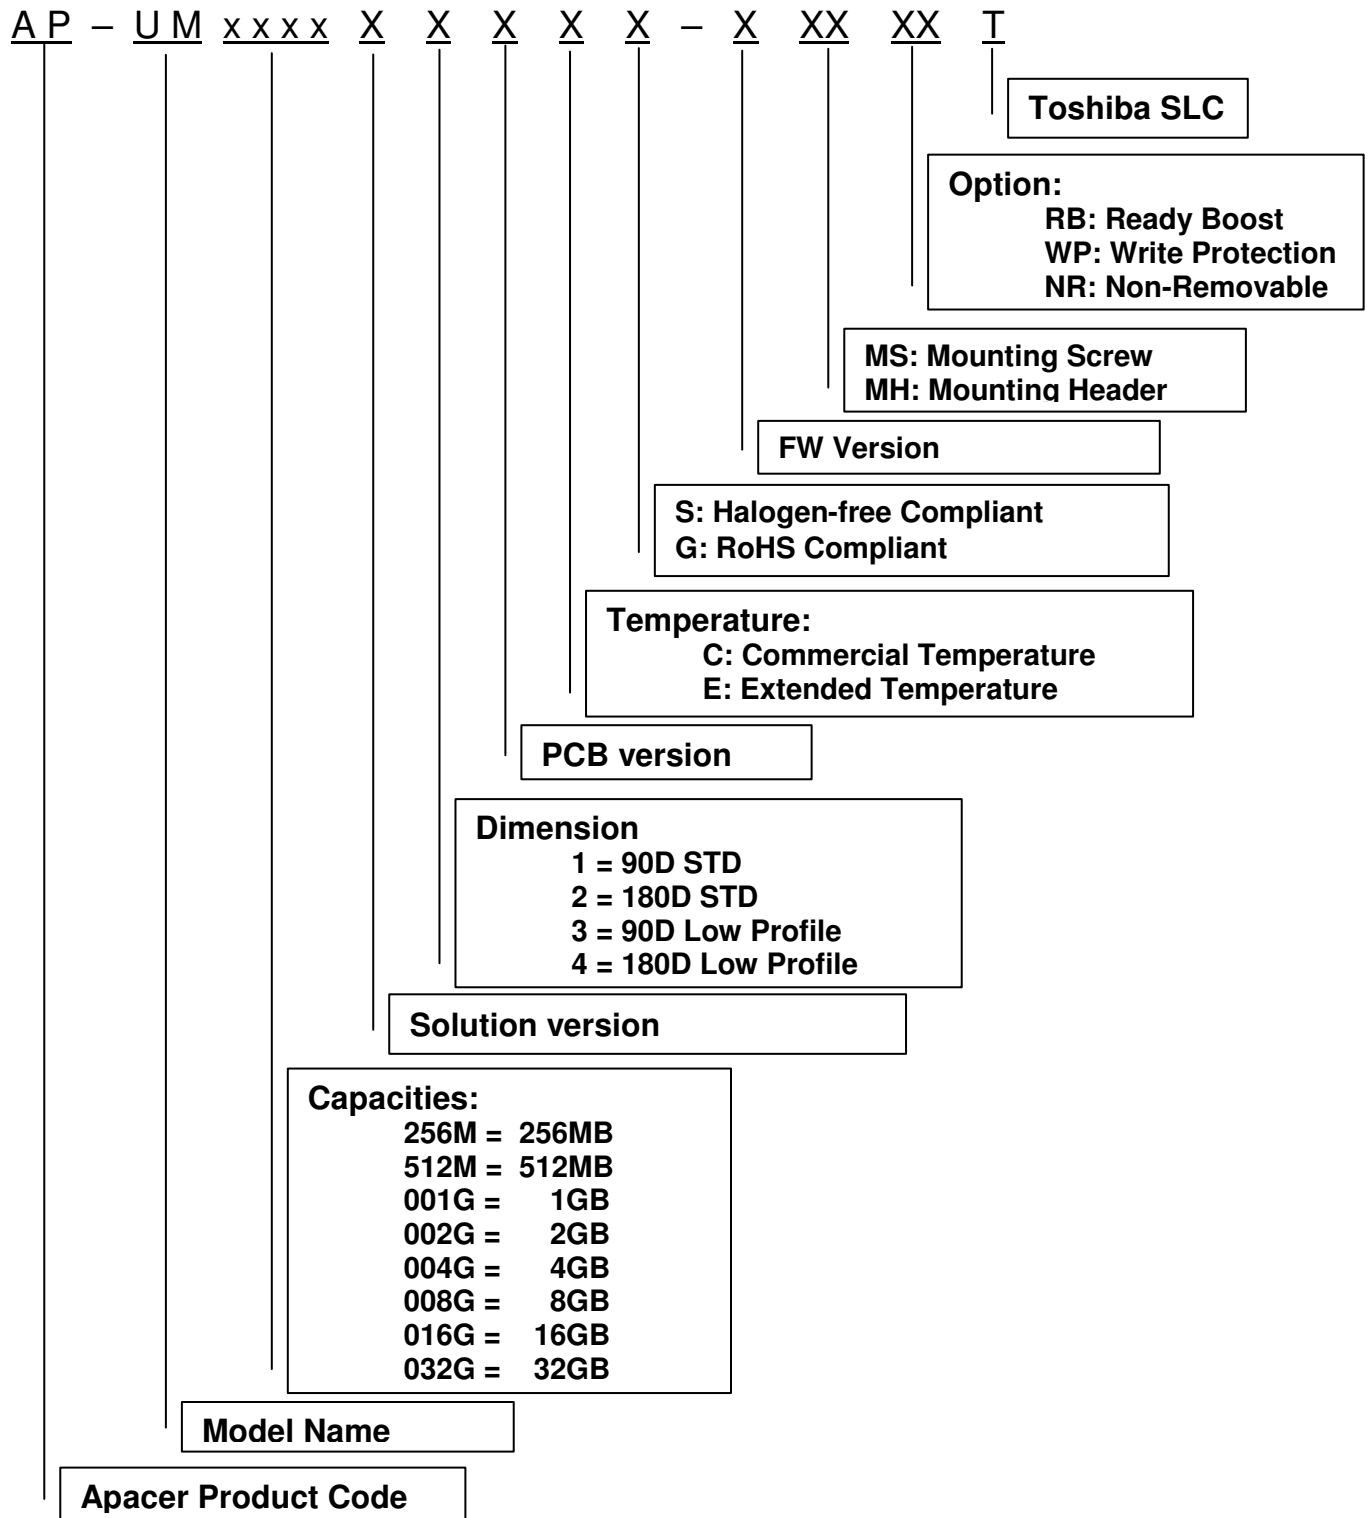 A P – U M x x x x X X X X X – X XX XX T
Toshiba SLC
Option:
RB: Ready Boost
WP: Write Protection
NR: Non-Removable
MS: Mounting Screw
MH: Mounting Header
FW Version
S: Halogen-free Compliant
G: RoHS Compliant
Temperature:
C: Commercial Temperature
E: Extended Temperature
PCB version
Dimension
1 = 90D STD
2 = 180D STD
3 = 90D Low Profile
4 = 180D Low Profile
Solution version
Capacities:
256M = 256MB
512M = 512MB
001G = 1GB
002G = 2GB
004G = 4GB
008G = 8GB
016G = 16GB
032G = 32GB
Model Name
Apacer Product Code